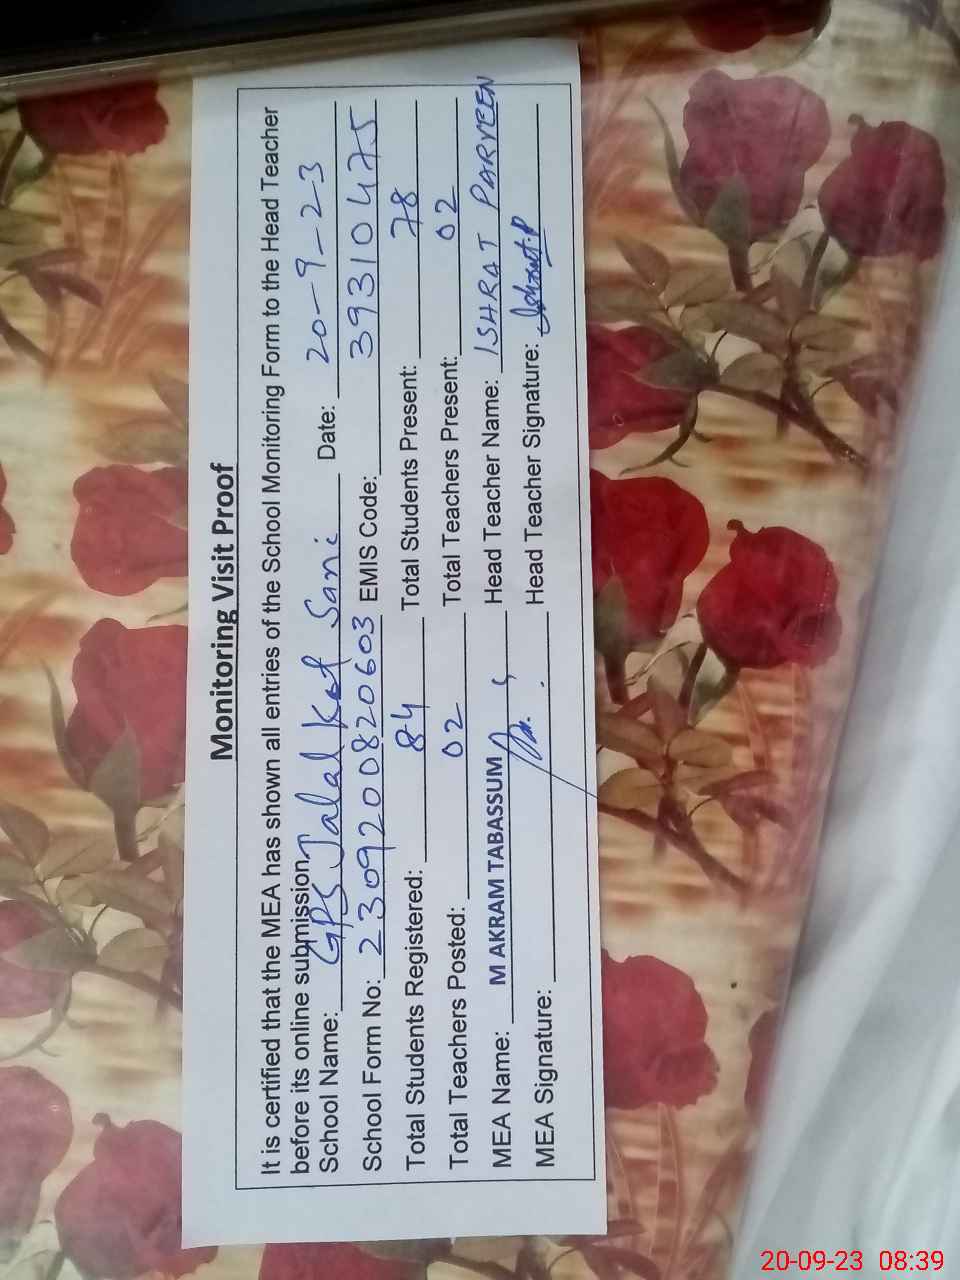 Monitoring Visit Proof
It is certified that the MEA has shown all entries of the School Monitoring Form to the Head Teacher
before its online submission.
School Name: GPS Jalal Kot Sani Date: 20-9-23
School Form No: 2309200820603 EMIS Code: 39310475
Total Students Registered: 84 Total Students Present: 78
Total Teachers Posted: 02 Total Teachers Present: 02
MEA Name: M AKRAM TABASSUM Head Teacher Name: ISHRAT PARVEEN
MEA Signature: Head Teacher Signature: Ishrat.P
20-09-23 08:39